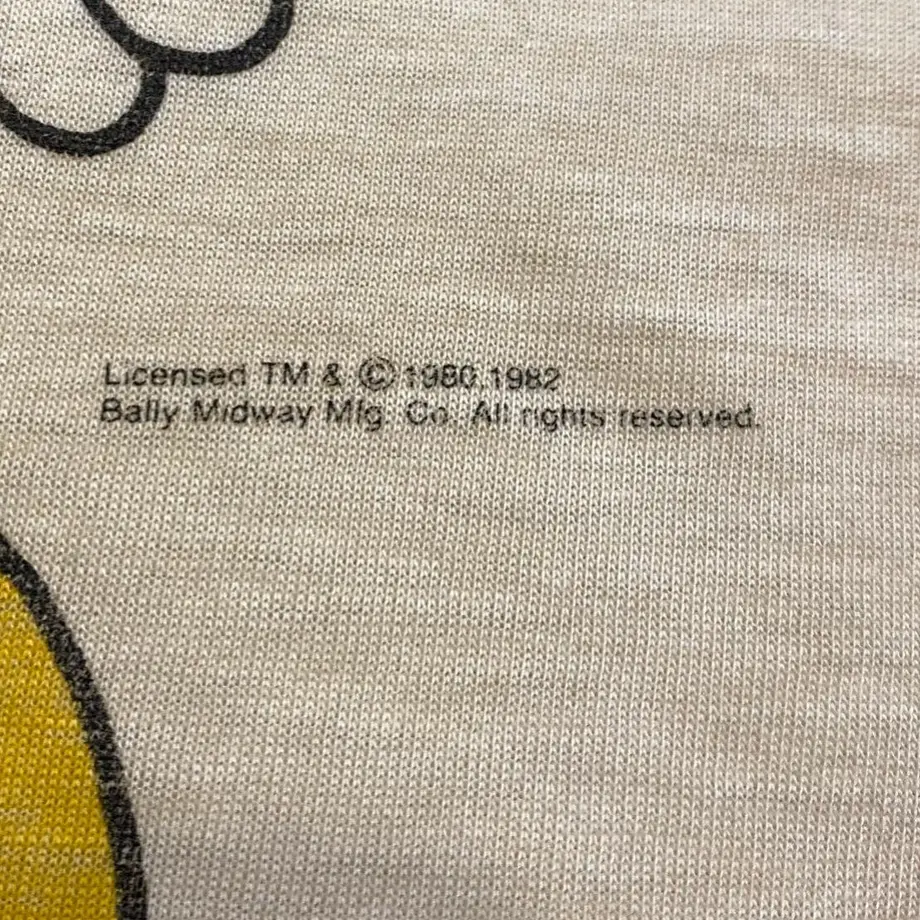 Licensed TM & © 1980,1982
Bally Midway Mfg. Co. All rights reserved.